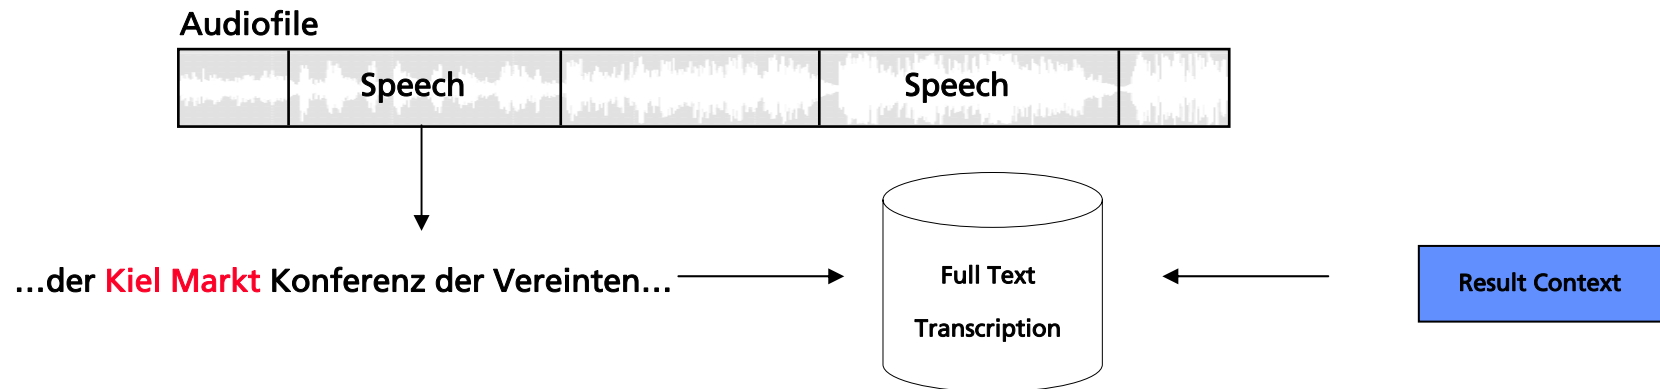 Audiofile
Speech
Speech
...der Kiel Markt Konferenz der Vereinten...
Full Text
Transcription
Result Context